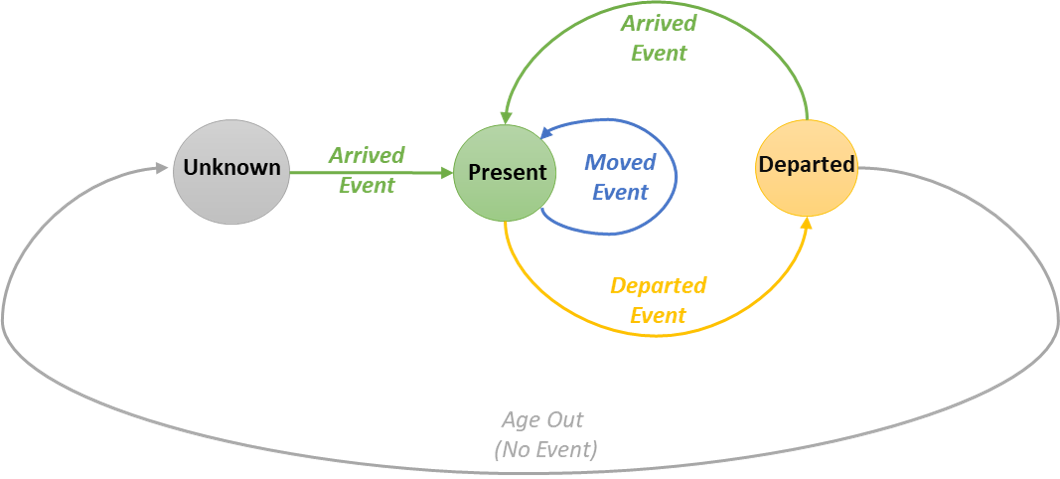 Arrived
Event
Unknown
Arrived
Event
Present
Moved
Event
Departed
Departed
Event
Age Out
(No Event)